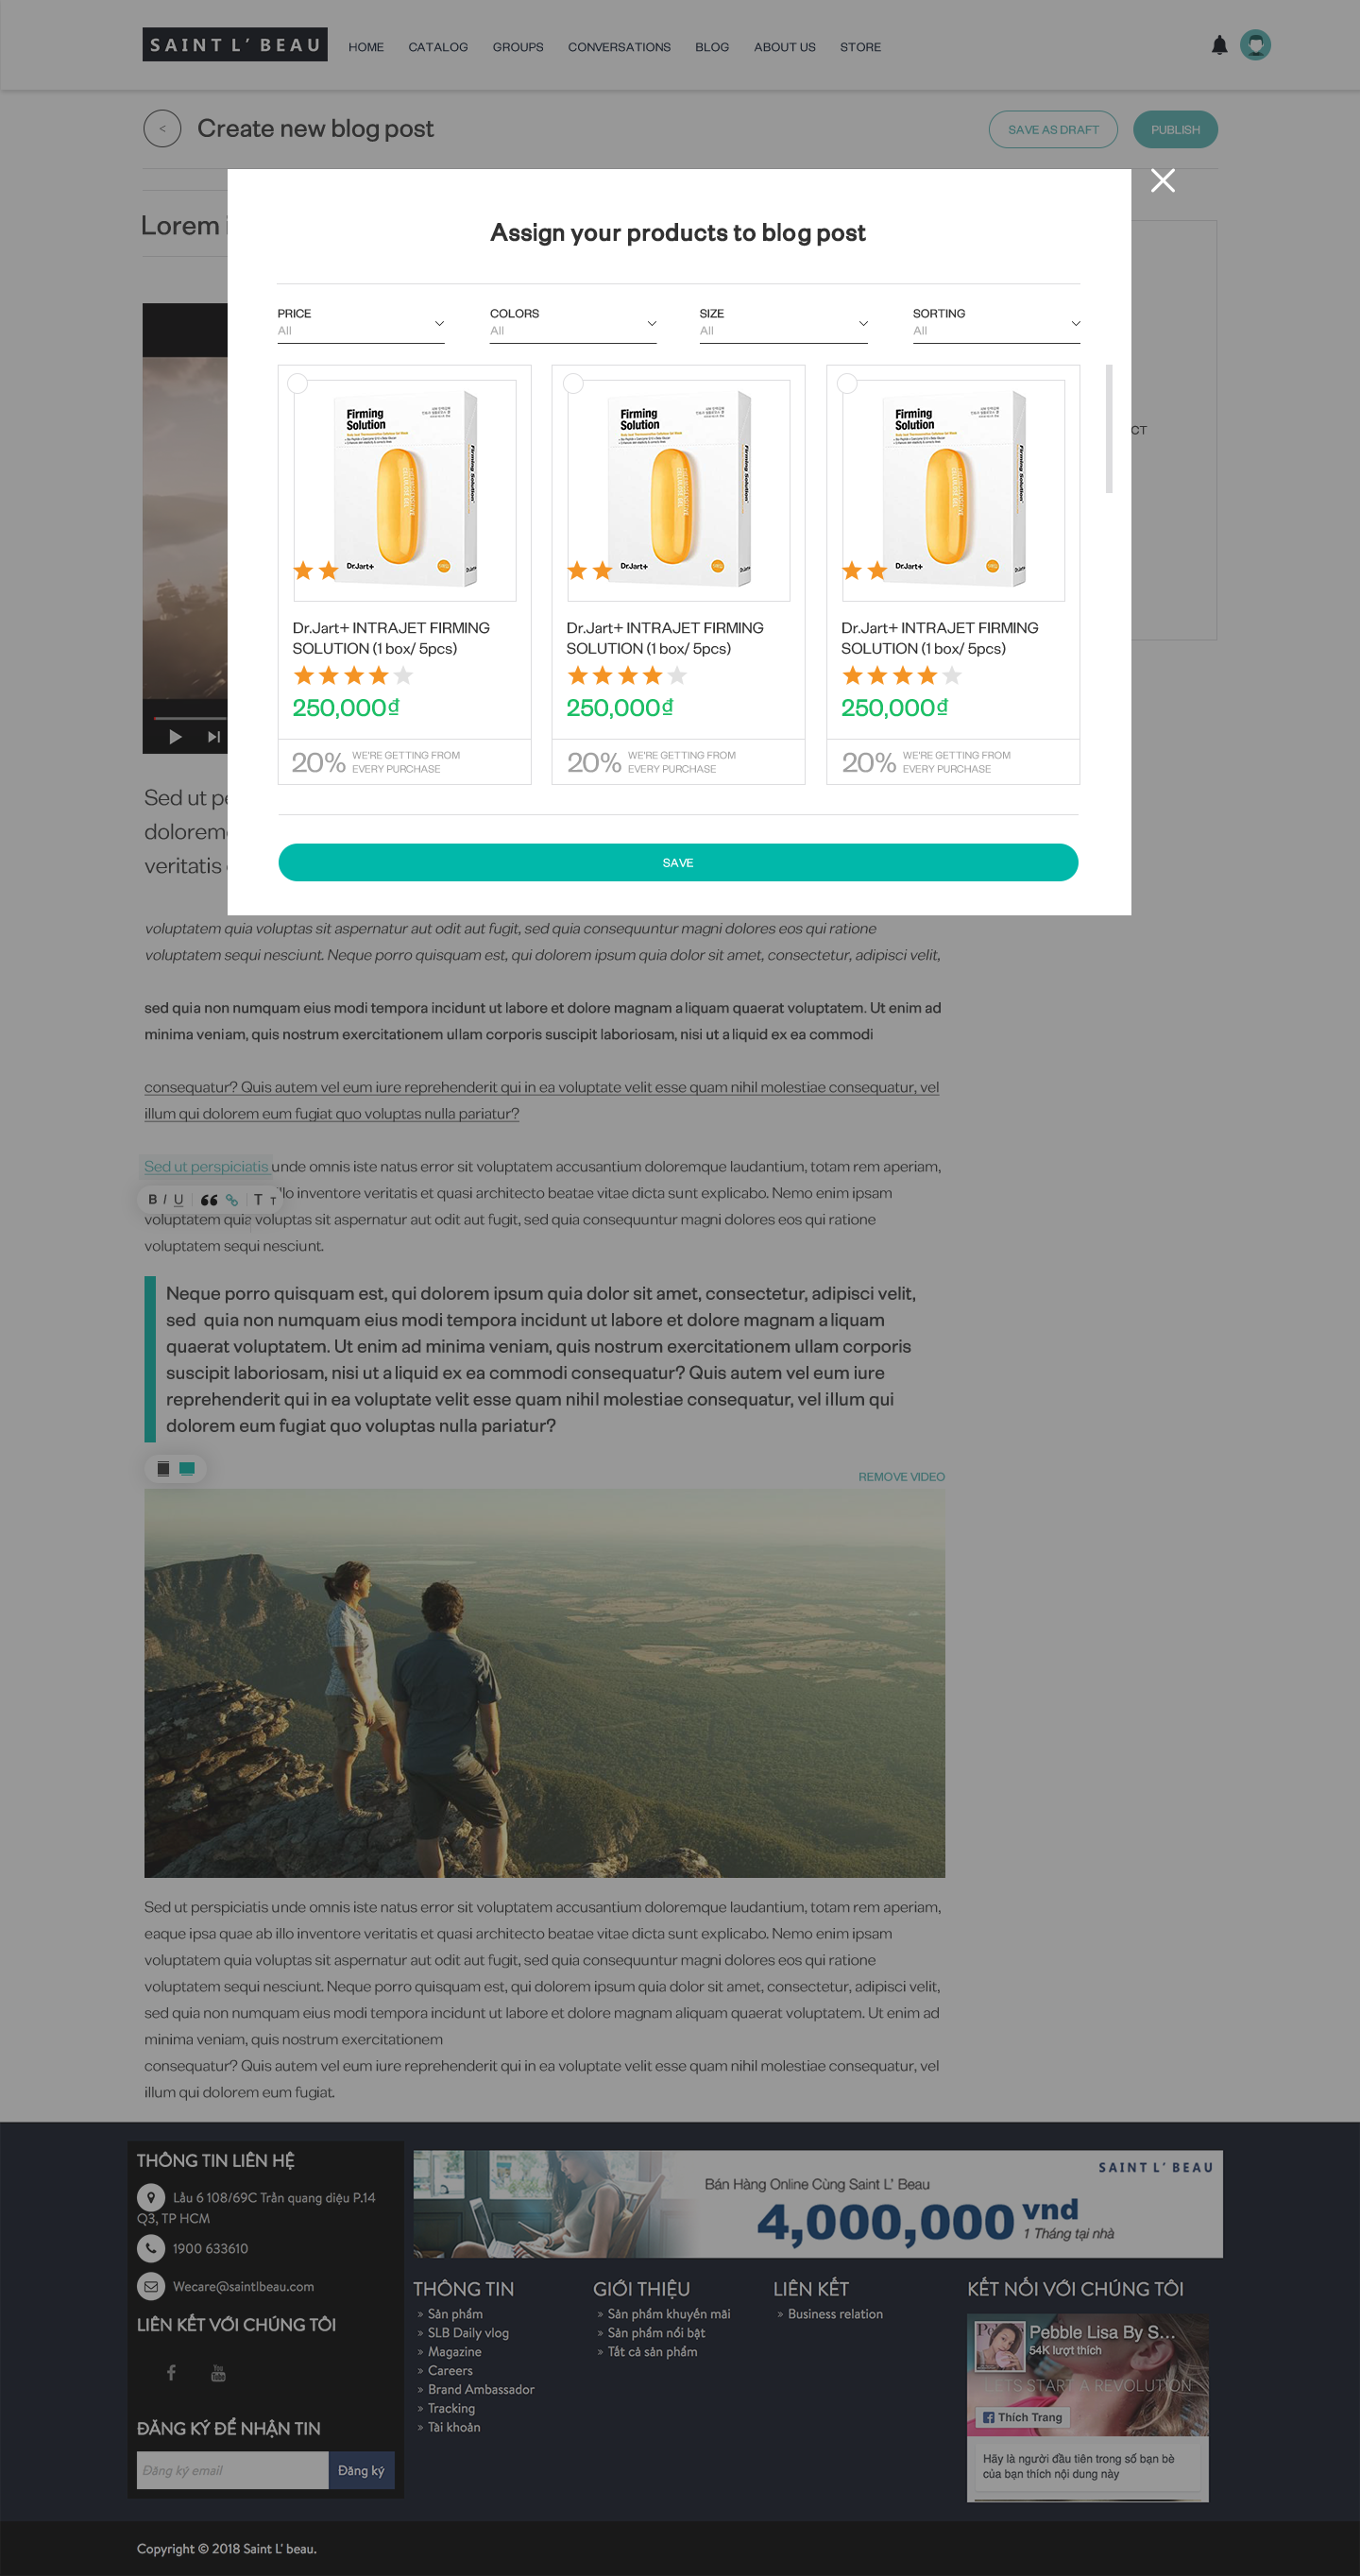 SAINT L’ BEAU
HOME CATALOG GROUPS CONVERSATIONS BLOG ABOUT US STORE
< Create new blog post
SAVE AS DRAFT PUBLISH
Lorem
Assign your products to blog post
PRICE COLORS SIZE SORTING
All All All All
CT
Firming Firming Firming
Solution Solution Solution
Firming Solution Firming Solution Firming Solution
Dr.Jart+ Dr.Jart+ Dr.Jart+
Dr.Jart+ INTRAJET FIRMING Dr.Jart+ INTRAJET FIRMING Dr.Jart+ INTRAJET FIRMING
SOLUTION (1 box/ 5pcs) SOLUTION (1 box/ 5pcs) SOLUTION (1 box/ 5pcs)
250,000₫ 250,000₫ 250,000₫
20% WE'RE GETTING FROM 20% WE'RE GETTING FROM 20% WE'RE GETTING FROM
EVERY PURCHASE EVERY PURCHASE EVERY PURCHASE
SAVE
Sed ut pe
dolorem
veritatis
voluptatem quia voluptas sit aspernatur aut odit aut fugit, sed quia consequuntur magni dolores eos qui ratione
voluptatem sequi nesciunt. Neque porro quisquam est, qui dolorem ipsum quia dolor sit amet, consectetur, adipisci velit,
sed quia non numquam eius modi tempora incidunt ut labore et dolore magnam aliquam quaerat voluptatem. Ut enim ad
minima veniam, quis nostrum exercitationem ullam corporis suscipit laboriosam, nisi ut aliquid ex ea commodi
consequatur? Quis autem vel eum iure reprehenderit qui in ea voluptate velit esse quam nihil molestiae consequatur, vel
illum qui dolorem eum fugiat quo voluptas nulla pariatur?
Sed ut perspiciatis unde omnis iste natus error sit voluptatem accusantium doloremque laudantium, totam rem aperiam,
B I U T T llo inventore veritatis et quasi architecto beatae vitae dicta sunt explicabo. Nemo enim ipsam
voluptatem quia voluptas sit aspernatur aut odit aut fugit, sed quia consequuntur magni dolores eos qui ratione
voluptatem sequi nesciunt.
Neque porro quisquam est, qui dolorem ipsum quia dolor sit amet, consectetur, adipisci velit,
sed quia non numquam eius modi tempora incidunt ut labore et dolore magnam aliquam
quaerat voluptatem. Ut enim ad minima veniam, quis nostrum exercitationem ullam corporis
suscipit laboriosam, nisi ut aliquid ex ea commodi consequatur? Quis autem vel eum iure
reprehenderit qui in ea voluptate velit esse quam nihil molestiae consequatur, vel illum qui
dolorem eum fugiat quo voluptas nulla pariatur?
REMOVE VIDEO
Sed ut perspiciatis unde omnis iste natus error sit voluptatem accusantium doloremque laudantium, totam rem aperiam,
eaque ipsa quae ab illo inventore veritatis et quasi architecto beatae vitae dicta sunt explicabo. Nemo enim ipsam
voluptatem quia voluptas sit aspernatur aut odit aut fugit, sed quia consequuntur magni dolores eos qui ratione
voluptatem sequi nesciunt. Neque porro quisquam est, qui dolorem ipsum quia dolor sit amet, consectetur, adipisci velit,
sed quia non numquam eius modi tempora incidunt ut labore et dolore magnam aliquam quaerat voluptatem. Ut enim ad
minima veniam, quis nostrum exercitationem
consequatur? Quis autem vel eum iure reprehenderit qui in ea voluptate velit esse quam nihil molestiae consequatur, vel
illum qui dolorem eum fugiat.
THÔNG TIN LIÊN HỆ
Lầu 6 108/69C Trần quang diệu P.14
Q3, TP HCM
1900 633610
Wecare@saintlbeau.com
LIÊN KẾT VỚI CHÚNG TÔI
You
Tube
ĐĂNG KÝ ĐỂ NHẬN TIN
Đăng ký email Đăng ký
SAINT L’ BEAU
Bán Hàng Online Cùng Saint L’ Beau
4,000,000 vnd
1 Tháng tại nhà
THÔNG TIN
» Sản phẩm
» SLB Daily vlog
» Magazine
» Careers
» Brand Ambassador
» Tracking
» Tài khoản
GIỚI THIỆU
» Sản phẩm khuyến mãi
» Sản phẩm nổi bật
» Tất cả sản phẩm
LIÊN KẾT
» Business relation
KẾT NỐI VỚI CHÚNG TÔI
Pebble Lisa By S...
54K lượt thích
LETS START A REVOLUTION
Thích Trang
Hãy là người đầu tiên trong số bạn bè
của bạn thích nội dung này
Copyright © 2018 Saint L’ beau.